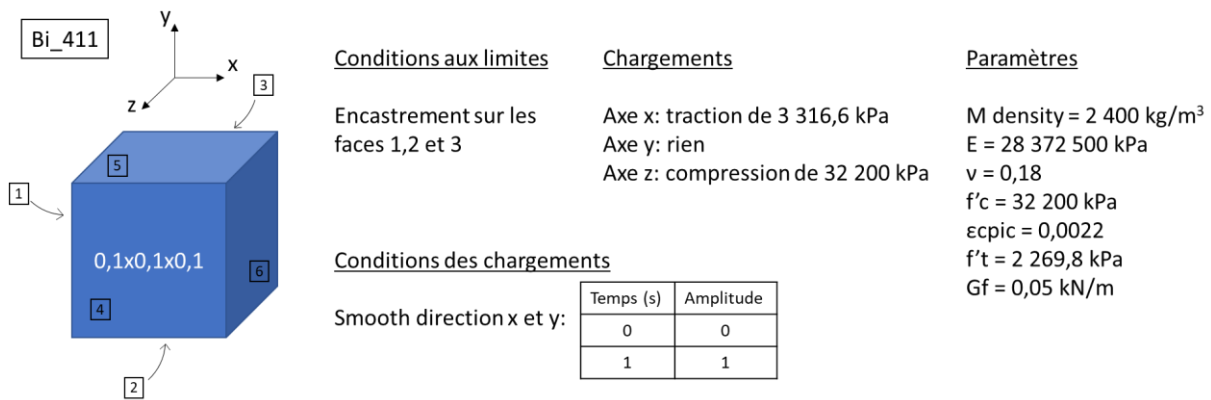 Bi_411
y
x
z
3
5
1
0,1x0,1x0,1
6
4
2
Conditions aux limites
Encastrement sur les
faces 1,2 et 3
Chargements
Axe x: traction de 3 316,6 kPa
Axe y: rien
Axe z: compression de 32 200 kPa
Conditions des chargements
Smooth direction x et y:
Temps (s) Amplitude
0 0
1 1
Paramètres
M density = 2 400 kg/m³
E = 28 372 500 kPa
ν = 0,18
f'c = 32 200 kPa
εcpic = 0,0022
f't = 2 269,8 kPa
Gf = 0,05 kN/m